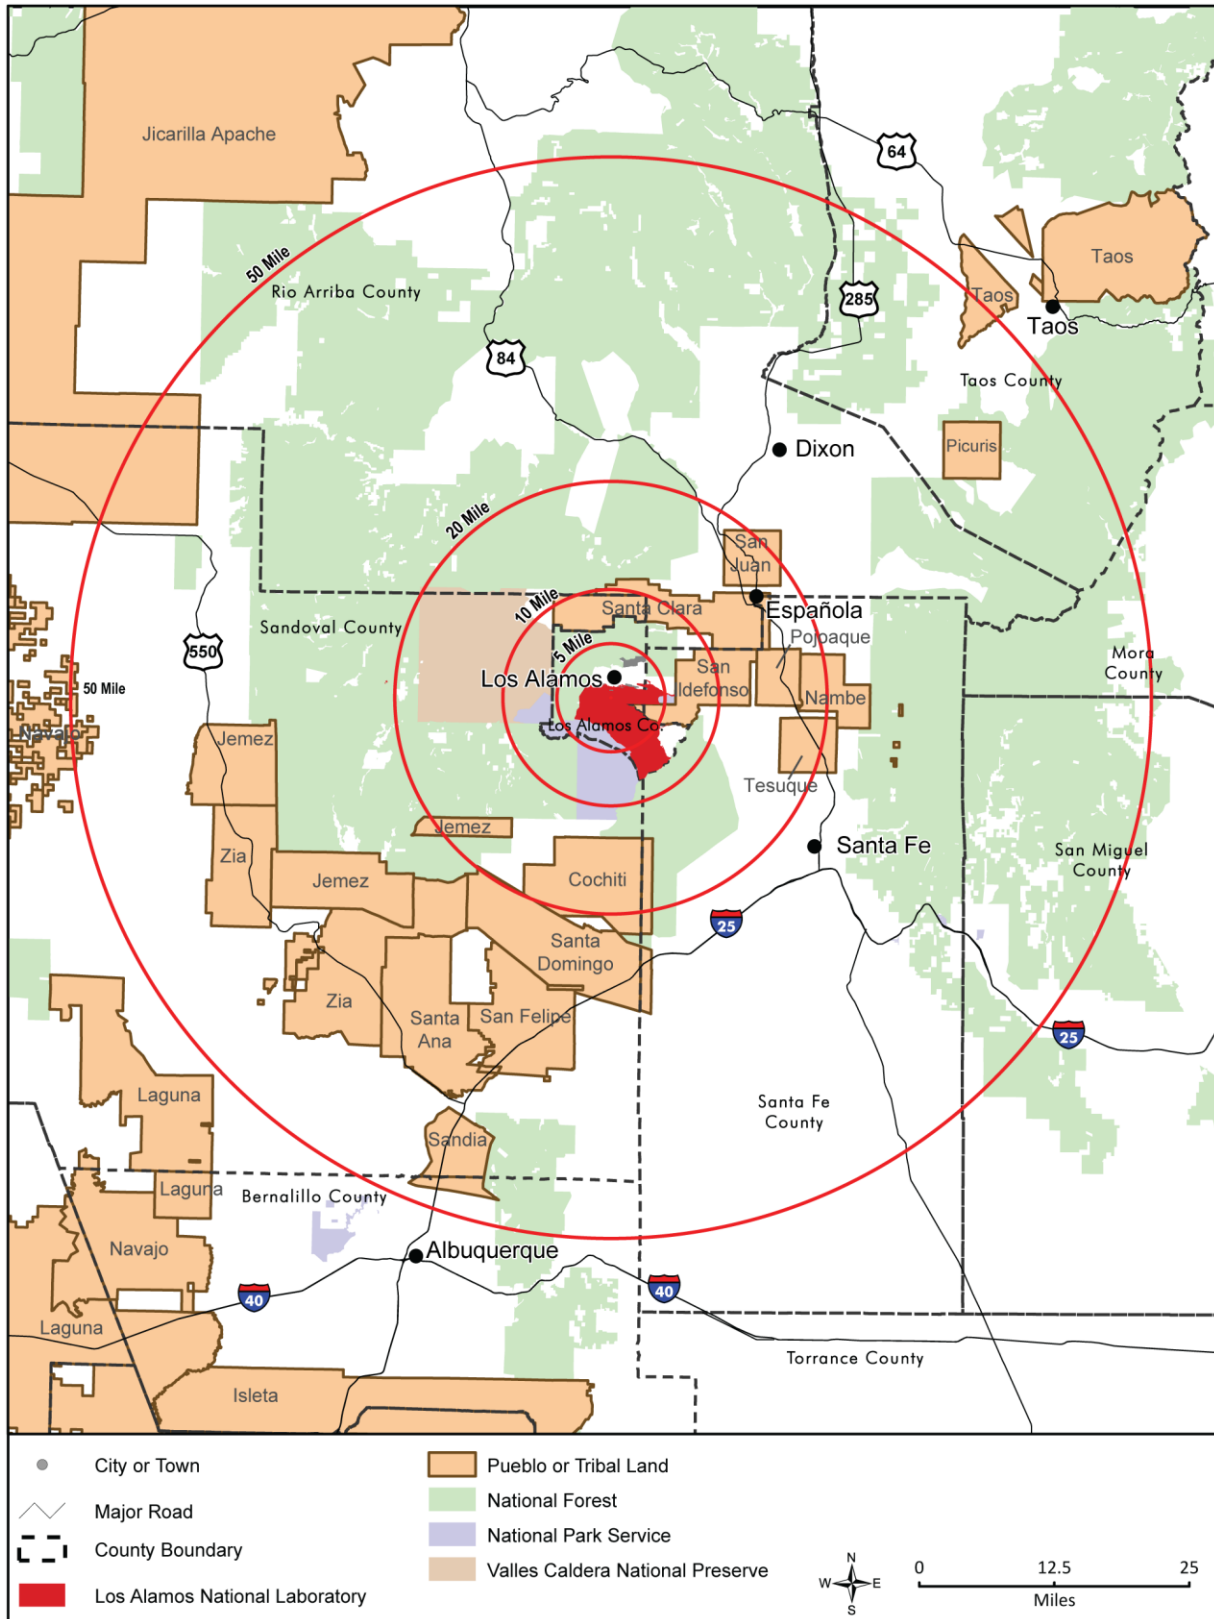 Jicarilla Apache
64
50 Mile
Rio Arriba County
Taos
285
Taos
Taos
84
Taos County
Dixon
Picuris
20 Mile
San
Juan
10 Mile
Santa Clara
Española
Sandoval County
5 Mile
Pojoaque
550
Los Alamos
San
Ildefonso
Mora
County
50 Mile
Nambe
Navajo
Jemez
Los Alamos Co.
Tesuque
Jemez
Santa Fe
Zia
Jemez
Cochiti
San Miguel
County
25
Santa
Domingo
Zia
Santa
Ana
San Felipe
25
Laguna
Santa Fe
County
Sandia
Laguna
Bernalillo County
Navajo
Albuquerque
40
40
Laguna
Torrance County
Isleta
City or Town
Major Road
County Boundary
Los Alamos National Laboratory
Pueblo or Tribal Land
National Forest
National Park Service
Valles Caldera National Preserve
N
W E
S
0 12.5 25
Miles